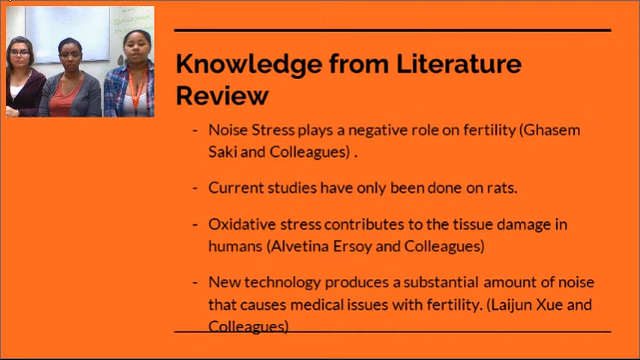 Knowledge from Literature
Review
- Noise Stress plays a negative role on fertility (Ghasem
Saki and Colleagues) .
- Current studies have only been done on rats.
- Oxidative stress contributes to the tissue damage in
humans (Alvetina Ersoy and Colleagues)
- New technology produces a substantial amount of noise
that causes medical issues with fertility. (Laijun Xue and
Colleagues)